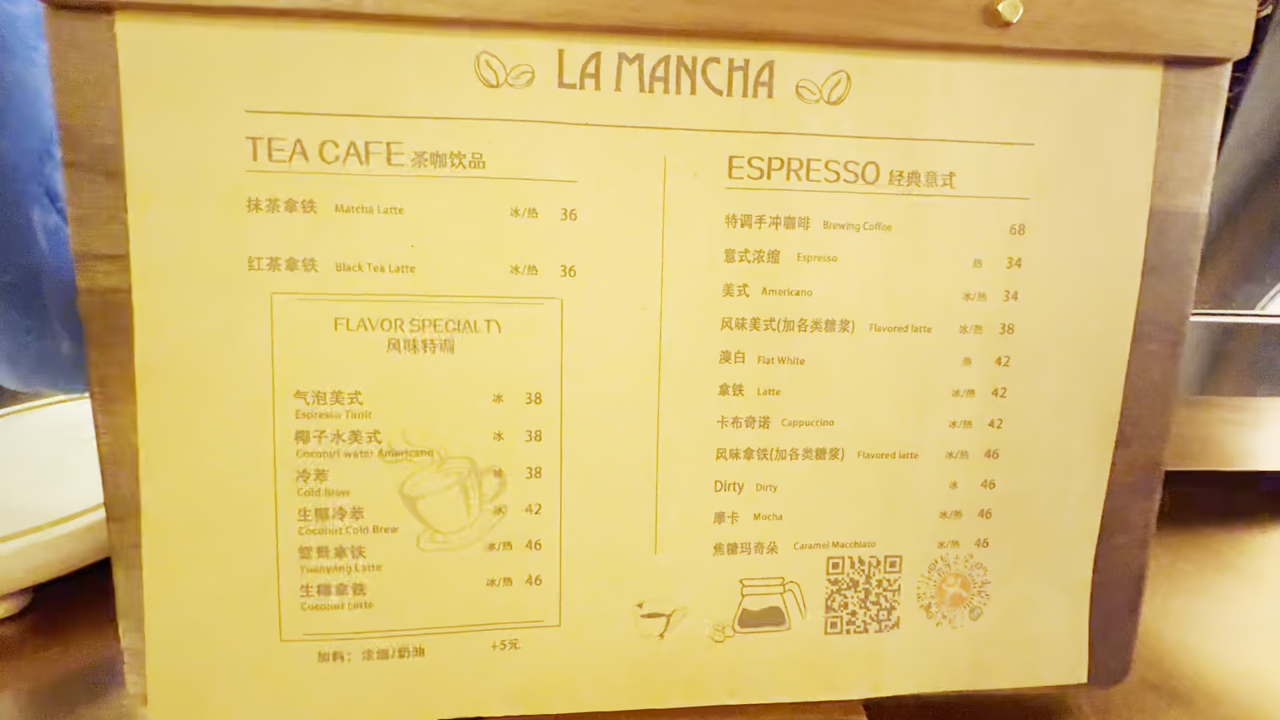 LA MANCHA
TEA CAFE 茶咖饮品
抹茶拿铁 Matcha Latte 冰/热 36
红茶拿铁 Black Tea Latte 冰/热 36
FLAVOR SPECIALTY
风味特调
气泡美式 冰 38
Espresso Tonic
椰子水美式 冰 38
Coconut water Americano
冷萃 冰 38
Cold Brew
生椰冷萃 冰 42
Coconut Cold Brew
鸳鸯拿铁 冰/热 46
Yuanyang Latte
生椰拿铁 冰/热 46
Coconut Latte
加料：浓缩/奶油 +5元
ESPRESSO 经典意式
特调手冲咖啡 Brewing Coffee 68
意式浓缩 Espresso 热 34
美式 Americano 冰/热 34
风味美式(加各类糖浆) Flavored latte 冰/热 38
澳白 Flat White 热 42
拿铁 Latte 冰/热 42
卡布奇诺 Cappuccino 冰/热 42
风味拿铁(加各类糖浆) Flavored latte 冰/热 46
Dirty Dirty 冰 46
摩卡 Mocha 冰/热 46
焦糖玛奇朵 Caramel Macchiato 冰/热 46